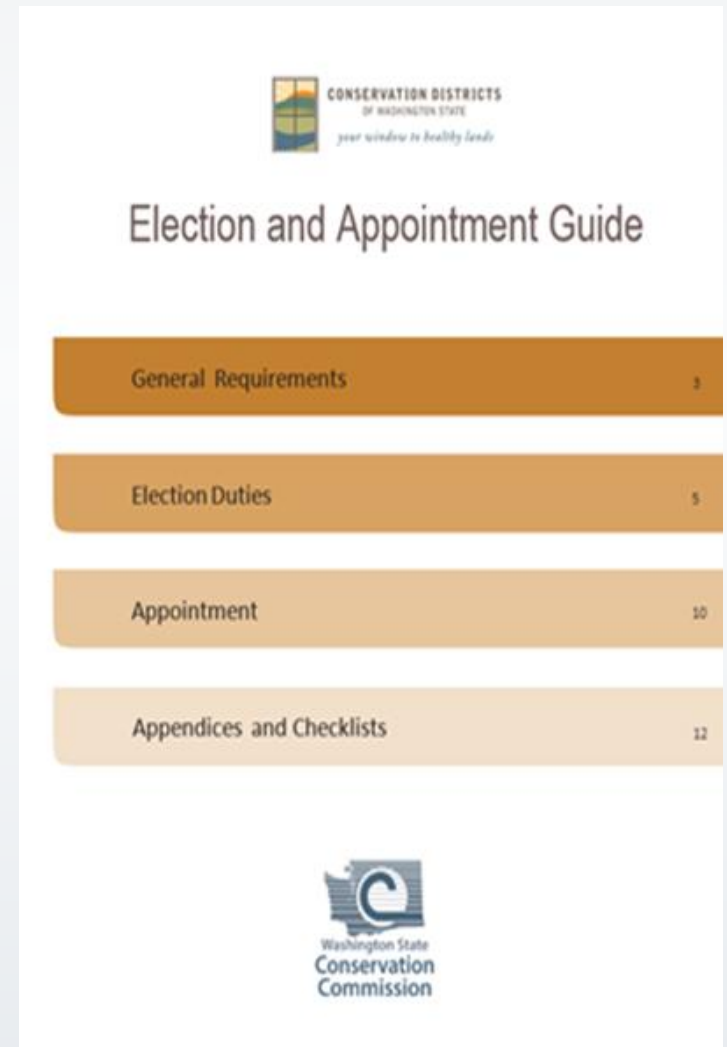 CONSERVATION DISTRICTS
OF WASHINGTON STATE
your window to healthy lands
Election and Appointment Guide
General Requirements 3
Election Duties 5
Appointment 10
Appendices and Checklists 12
Washington State
Conservation
Commission